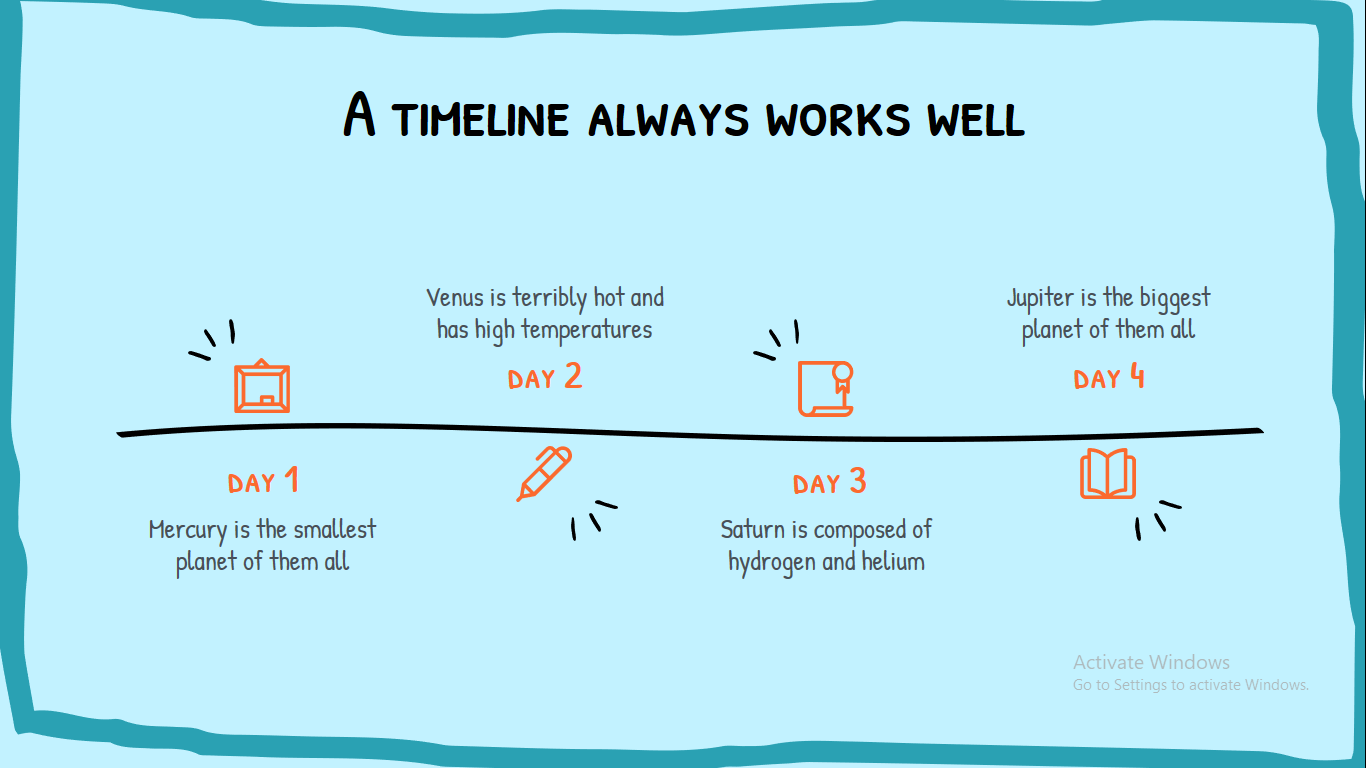 A TIMELINE ALWAYS WORKS WELL
DAY 1
Mercury is the smallest
planet of them all
Venus is terribly hot and
has high temperatures
DAY 2
DAY 3
Saturn is composed of
hydrogen and helium
Jupiter is the biggest
planet of them all
DAY 4
Activate Windows
Go to Settings to activate Windows.